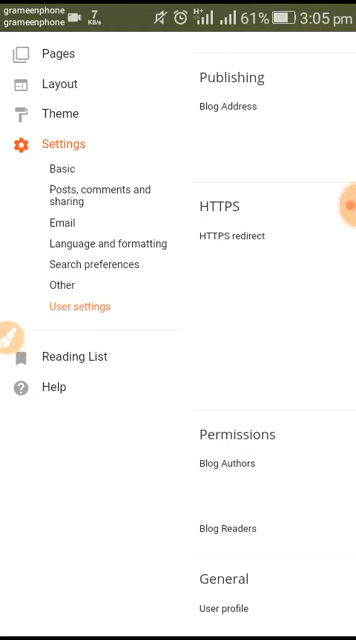 grameenphone
grameenphone
7
KB/s
H+
61%
3:05 pm
Pages
Layout
Theme
Settings
Basic
Posts, comments and
sharing
Email
Language and formatting
Search preferences
Other
User settings
Reading List
Help
Publishing
Blog Address
HTTPS
HTTPS redirect
Permissions
Blog Authors
Blog Readers
General
User profile